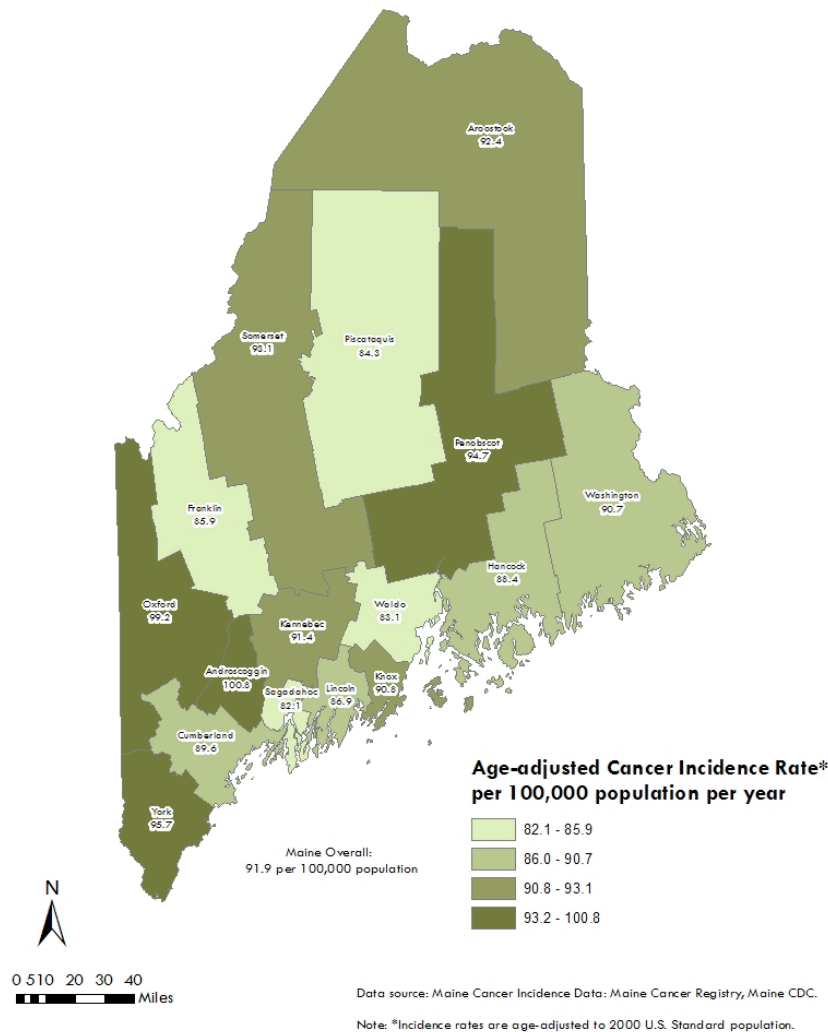 Aroostook
92.4
Somerset
93.1
Piscataquis
84.3
Penobscot
94.7
Washington
90.7
Franklin
85.9
Hancock
88.4
Oxford
99.2
Waldo
83.1
Kennebec
91.4
Androscoggin
100.8
Knox
90.8
Sagadahoc
82.1
Lincoln
86.9
Cumberland
89.6
York
95.7
Age-adjusted Cancer Incidence Rate*
per 100,000 population per year
82.1 - 85.9
86.0 - 90.7
90.8 - 93.1
93.2 - 100.8
Maine Overall:
91.9 per 100,000 population
N
0 5 10 20 30 40
Miles
Data source: Maine Cancer Incidence Data: Maine Cancer Registry, Maine CDC.
Note: *Incidence rates are age-adjusted to 2000 U.S. Standard population.